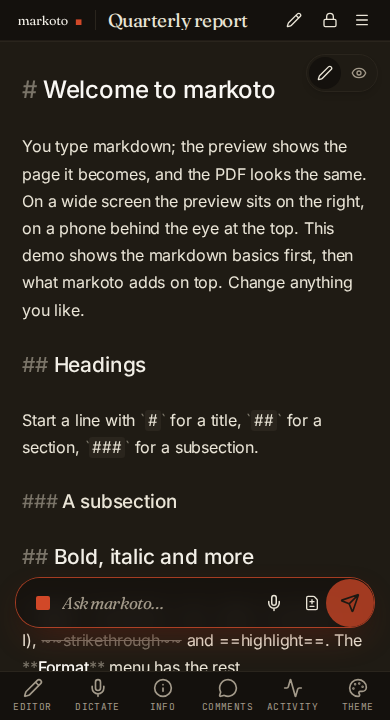 markoto
Quarterly report
# Welcome to markoto
You type markdown; the preview shows the
page it becomes, and the PDF looks the same.
On a wide screen the preview sits on the right,
on a phone behind the eye at the top. This
demo shows the markdown basics first, then
what markoto adds on top. Change anything
you like.
## Headings
Start a line with `#` for a title, `##` for a
section, `###` for a subsection.
### A subsection
## Bold, italic and more
Ask markoto...
I), ~~strikethrough~~ and ==highlight==. The
**Format** menu has the rest
EDITOR DICTATE INFO COMMENTS ACTIVITY THEME